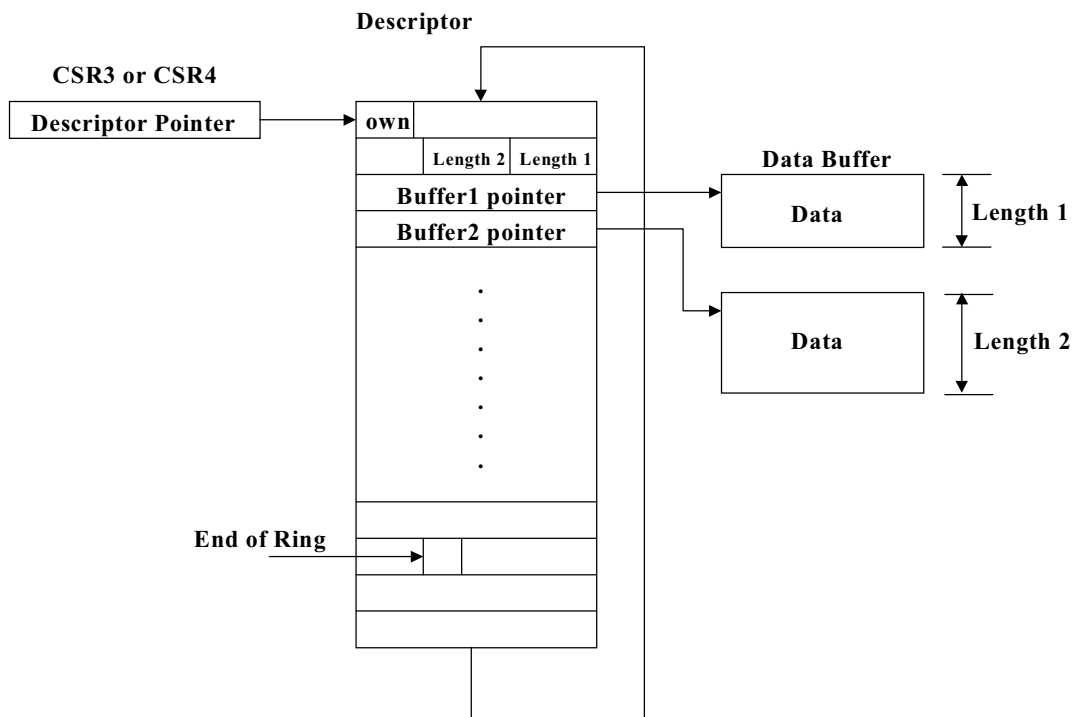 Descriptor
CSR3 or CSR4
Descriptor Pointer
own
Length 2
Length 1
Data Buffer
Buffer1 pointer
Data
Length 1
Buffer2 pointer
Data
Length 2
End of Ring